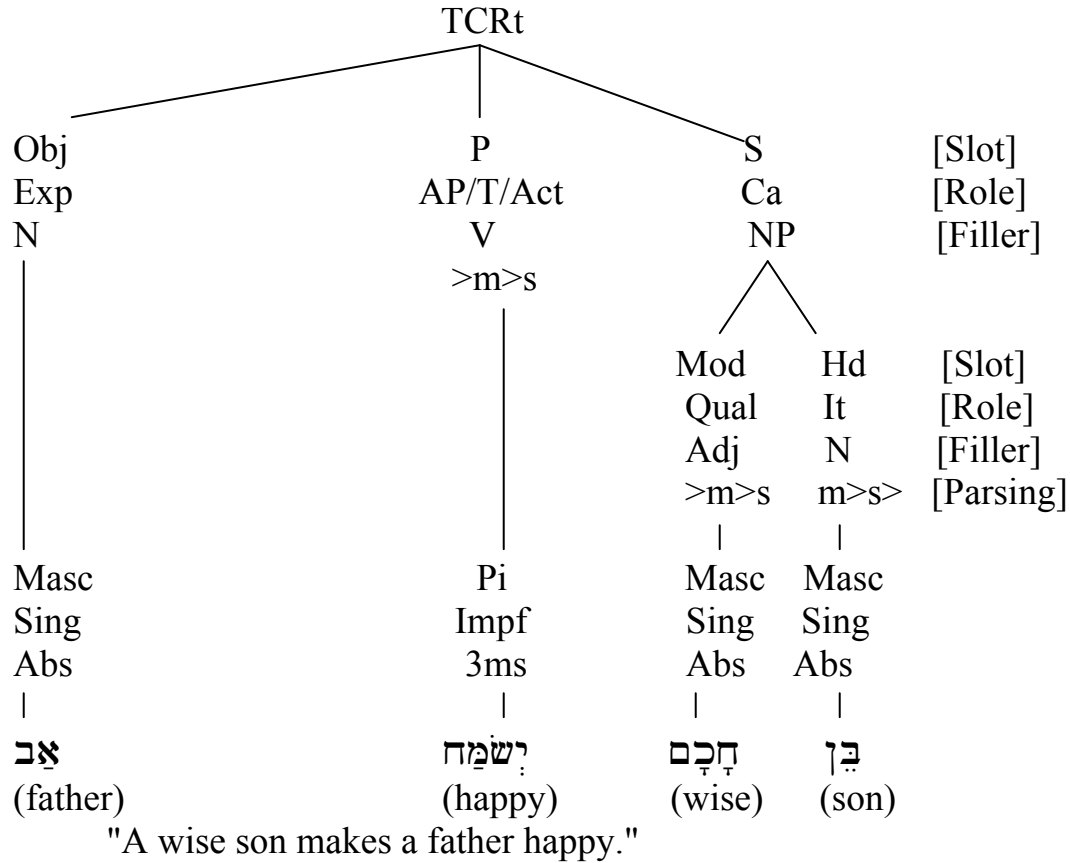 TCRt
Obj P S [Slot]
Exp AP/T/Act Ca [Role]
N V NP [Filler]
>m>s
Mod Hd [Slot]
Qual It [Role]
Adj N [Filler]
>m>s m>s> [Parsing]
Masc Pi Masc Masc
Sing Impf Sing Sing
Abs 3ms Abs Abs
אַב יְשׂמַּח חָכָם בֵּן
(father) (happy) (wise) (son)
"A wise son makes a father happy."